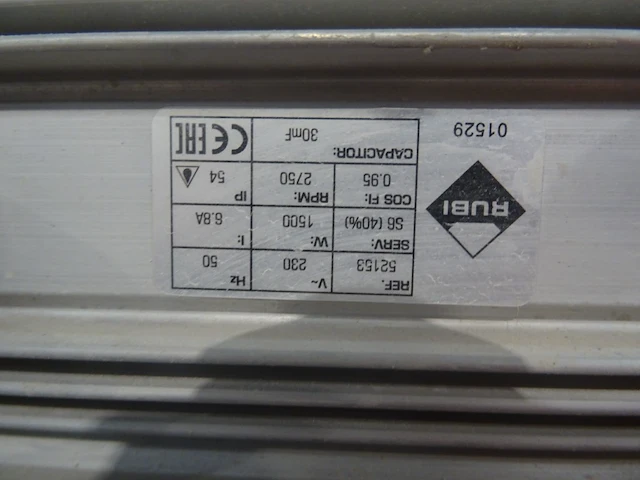 RUBI
01529
REF. V~ Hz
52153 230 50
SERV: W: I:
S6 (40%) 1500 6.8A
COS FI: RPM: IP
0.95 2750 54
CAPACITOR:
30mF
CE EAC